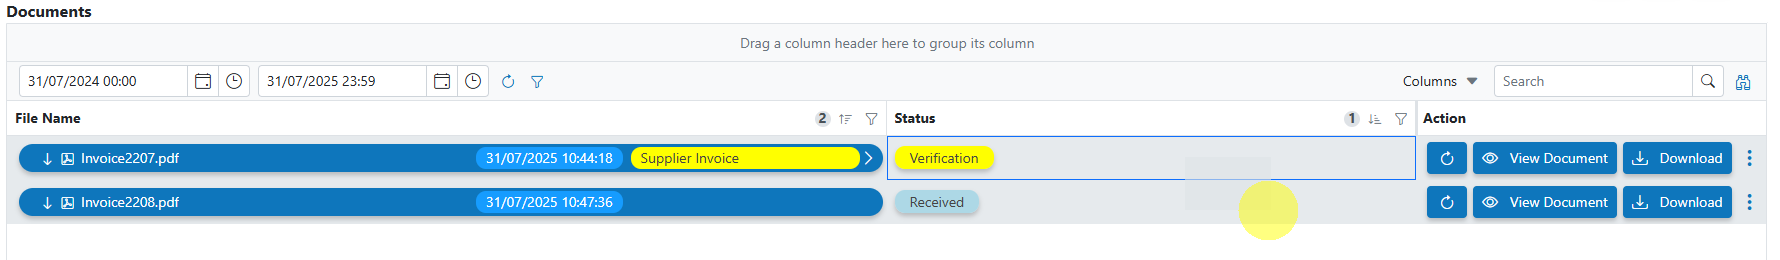 Documents
Drag a column header here to group its column
31/07/2024 00:00 31/07/2025 23:59 Columns Search
File Name 2 Status 1 Action
Invoice2207.pdf 31/07/2025 10:44:18 Supplier Invoice Verification View Document Download
Invoice2208.pdf 31/07/2025 10:47:36 Received View Document Download